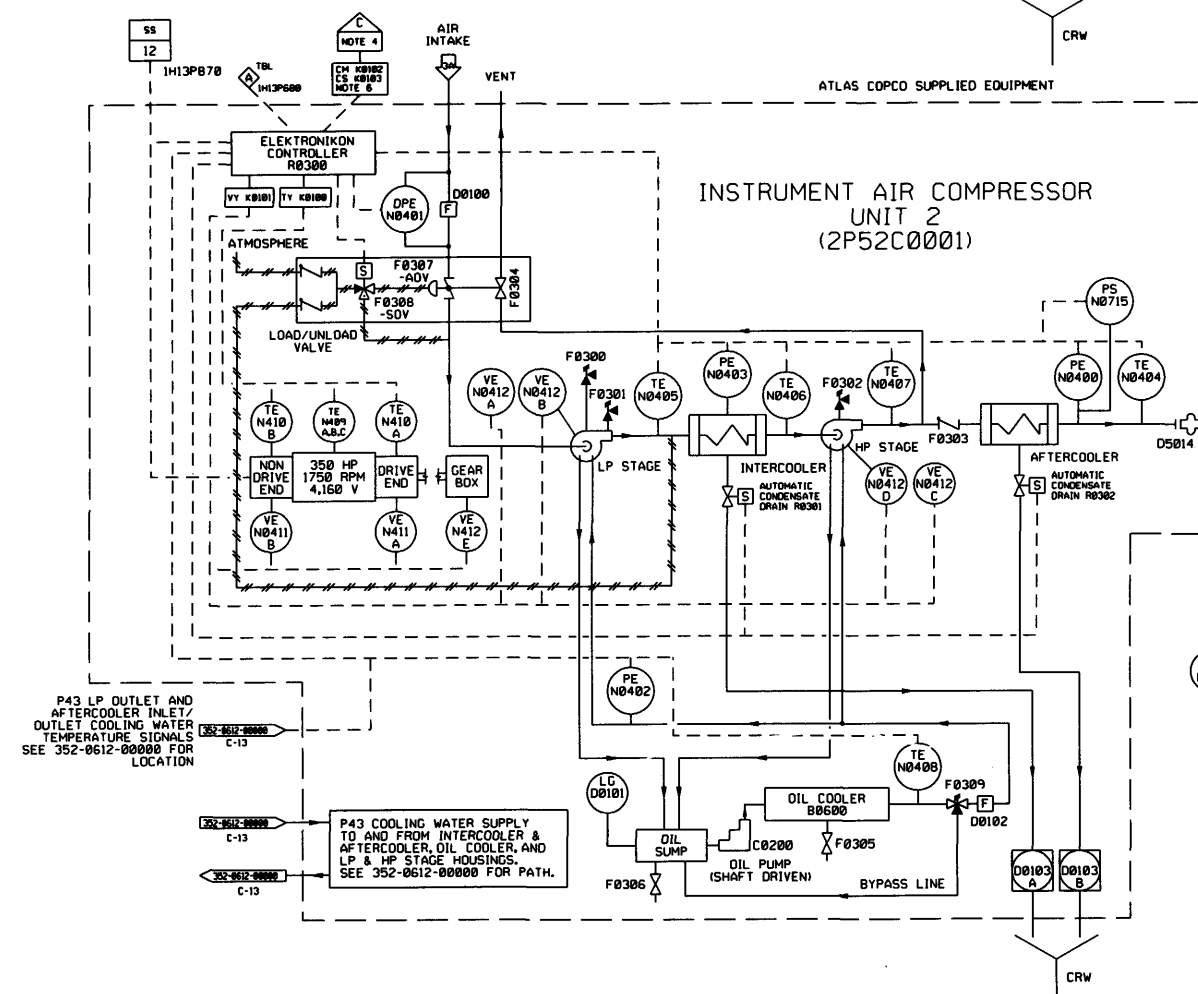 CRW
ATLAS COPCO SUPPLIED EQUIPMENT
SS
12
1H13PB70
A
TBL
1H13P600
C
NOTE 4
CM K0102
CS K0103
NOTE 6
AIR
INTAKE
3A
VENT
ELEKTRONIKON
CONTROLLER
R0300
VY K0101
TY K0100
DPE
N0401
F
D0100
INSTRUMENT AIR COMPRESSOR
UNIT 2
(2P52C0001)
ATMOSPHERE
S
F0307
-AOV
F0308
-SOV
F0304
LOAD/UNLOAD
VALVE
PS
N0715
VE
N0412
A
VE
N0412
B
F0300
F0301
TE
N0405
PE
N0403
TE
N0406
F0302
TE
N0407
PE
N0400
TE
N0404
F0303
D5014
TE
N410
B
TE
N409
A,B,C
TE
N410
A
LP STAGE
INTERCOOLER
HP STAGE
AFTERCOOLER
NON
DRIVE
END
350 HP
1750 RPM
4,160 V
DRIVE
END
GEAR
BOX
S
AUTOMATIC
CONDENSATE
DRAIN R0301
VE
N0412
D
VE
N0412
C
S
AUTOMATIC
CONDENSATE
DRAIN R0302
VE
N0411
B
VE
N411
A
VE
N412
E
PE
N0402
P43 LP OUTLET AND
AFTERCOOLER INLET/
OUTLET COOLING WATER
TEMPERATURE SIGNALS
SEE 352-0612-00000 FOR
LOCATION
352-0612-00000
C-13
TE
N0408
LG
D0101
OIL COOLER
B0600
F0309
F
D0102
352-0612-00000
C-13
P43 COOLING WATER SUPPLY
TO AND FROM INTERCOOLER &
AFTERCOOLER, OIL COOLER, AND
LP & HP STAGE HOUSINGS.
SEE 352-0612-00000 FOR PATH.
352-0612-00000
C-13
OIL
SUMP
C0200
OIL PUMP
(SHAFT DRIVEN)
F0305
F0306
BYPASS LINE
D0103
A
D0103
B
CRW